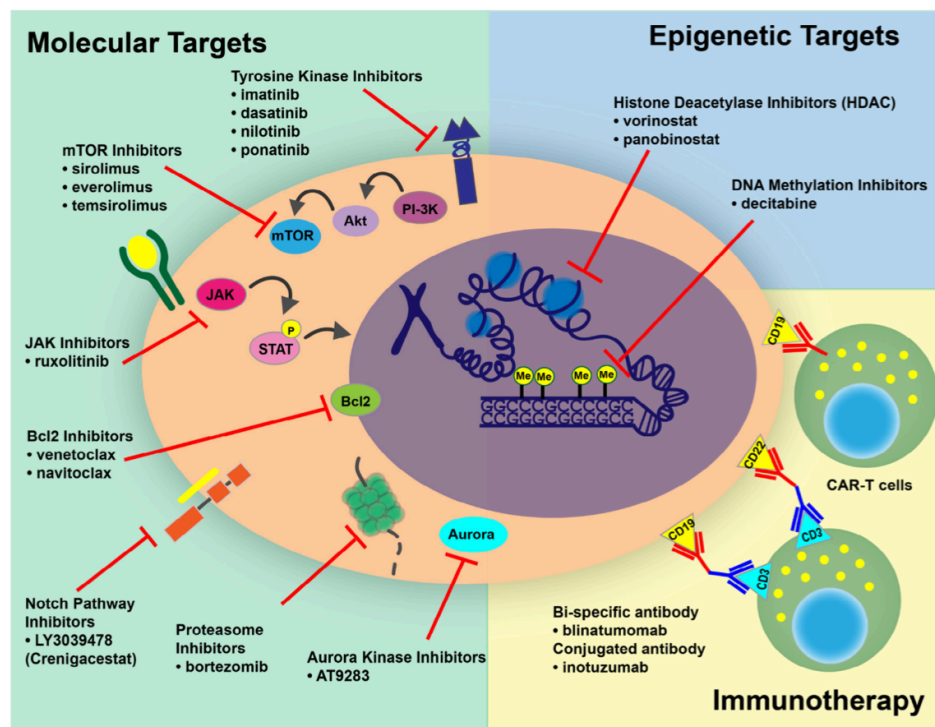 Molecular Targets
Epigenetic Targets
Tyrosine Kinase Inhibitors
• imatinib
• dasatinib
• nilotinib
• ponatinib
Histone Deacetylase Inhibitors (HDAC)
• vorinostat
• panobinostat
mTOR Inhibitors
• sirolimus
• everolimus
• temsirolimus
DNA Methylation Inhibitors
• decitabine
PI-3K
Akt
mTOR
JAK
P
STAT
JAK Inhibitors
• ruxolitinib
Bcl2
Bcl2 Inhibitors
• venetoclax
• navitoclax
Me
Me
Me
Me
CD19
CAR-T cells
CD22
CD19
CD3
CD3
Aurora
Notch Pathway
Inhibitors
• LY3039478
(Crenigacestat)
Proteasome
Inhibitors
• bortezomib
Aurora Kinase Inhibitors
• AT9283
Bi-specific antibody
• blinatumomab
Conjugated antibody
• inotuzumab
Immunotherapy